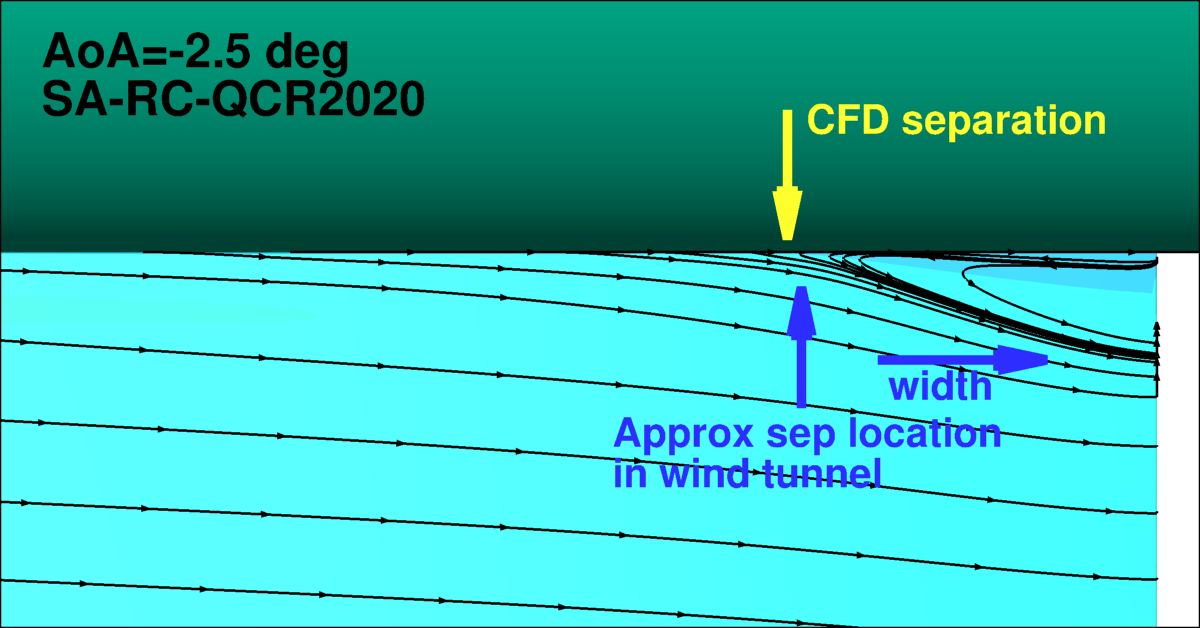 AoA=-2.5 deg
SA-RC-QCR2020
CFD separation
width
Approx sep location
in wind tunnel